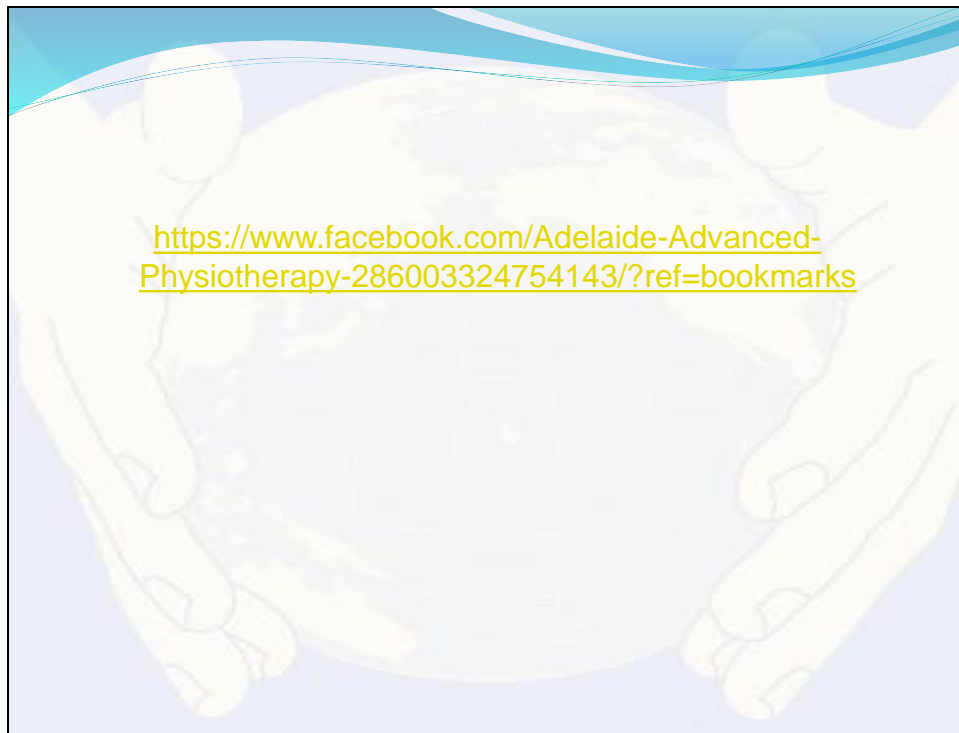 https://www.facebook.com/Adelaide-Advanced-
Physiotherapy-286003324754143/?ref=bookmarks